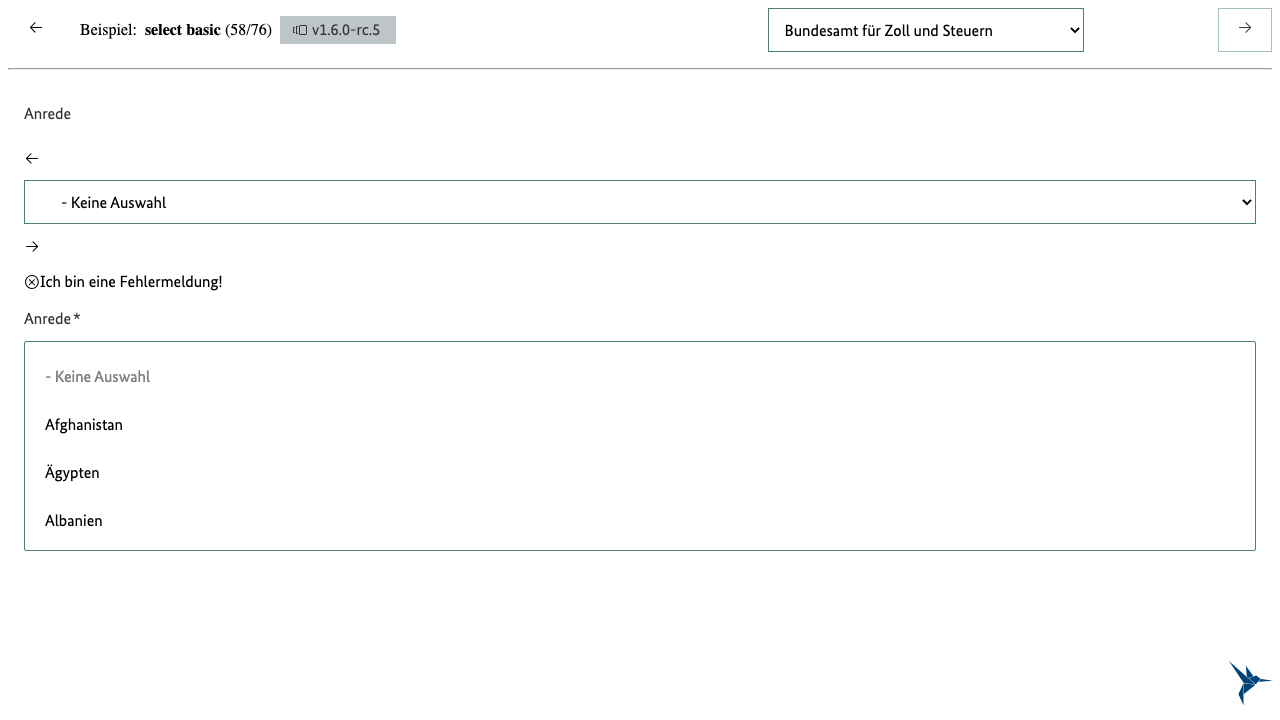 Beispiel: select basic (58/76) v1.6.0-rc.5 Bundesamt für Zoll und Steuern
Anrede
- Keine Auswahl
Ich bin eine Fehlermeldung!
Anrede*
- Keine Auswahl
Afghanistan
Ägypten
Albanien